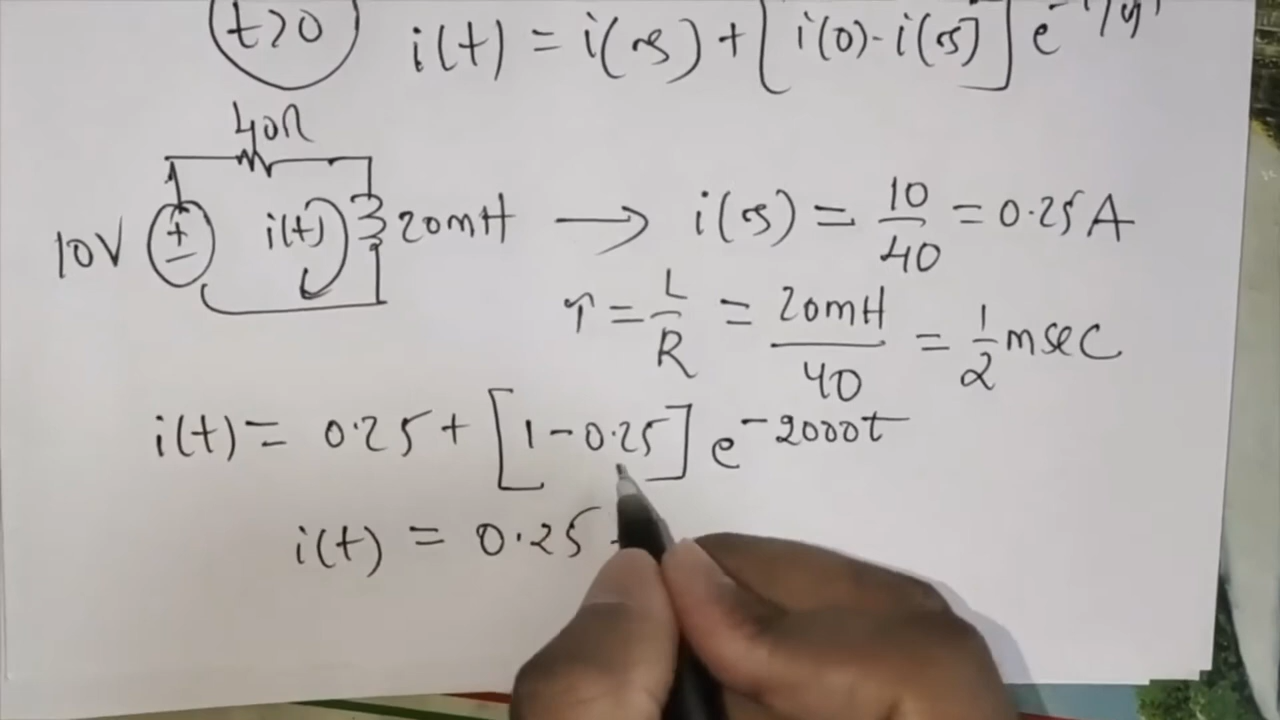 t>0
i(t) = i(∞) + [i(0) - i(∞)] e^-t/τ
40Ω
10V
+
−
i(t)
20mH → i(∞) = 10/40 = 0.25A
τ = L/R = 20mH/40 = 1/2 msec
i(t) = 0.25 + [1 - 0.25] e^-2000t
i(t) = 0.25